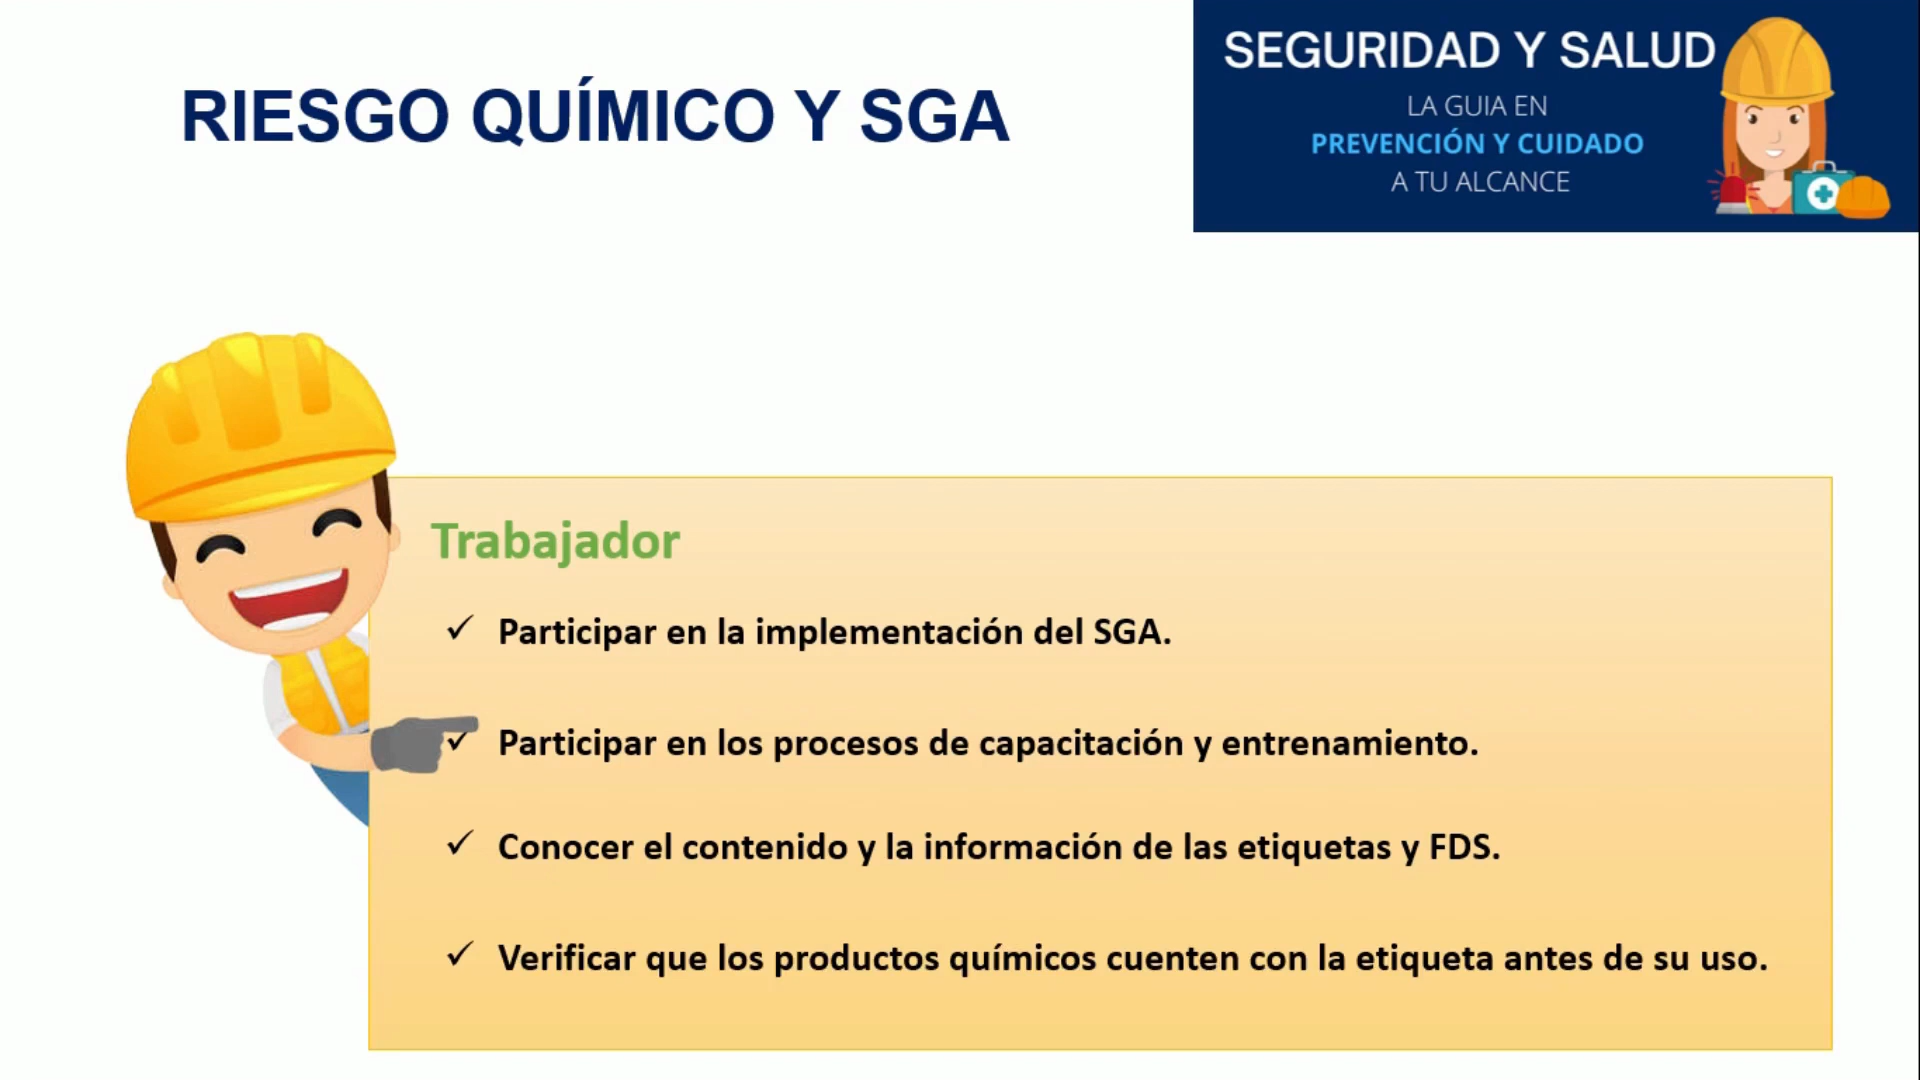 RIESGO QUÍMICO Y SGA
SEGURIDAD Y SALUD
LA GUIA EN
PREVENCIÓN Y CUIDADO
A TU ALCANCE
Trabajador
✓ Participar en la implementación del SGA.
✓ Participar en los procesos de capacitación y entrenamiento.
✓ Conocer el contenido y la información de las etiquetas y FDS.
✓ Verificar que los productos químicos cuenten con la etiqueta antes de su uso.